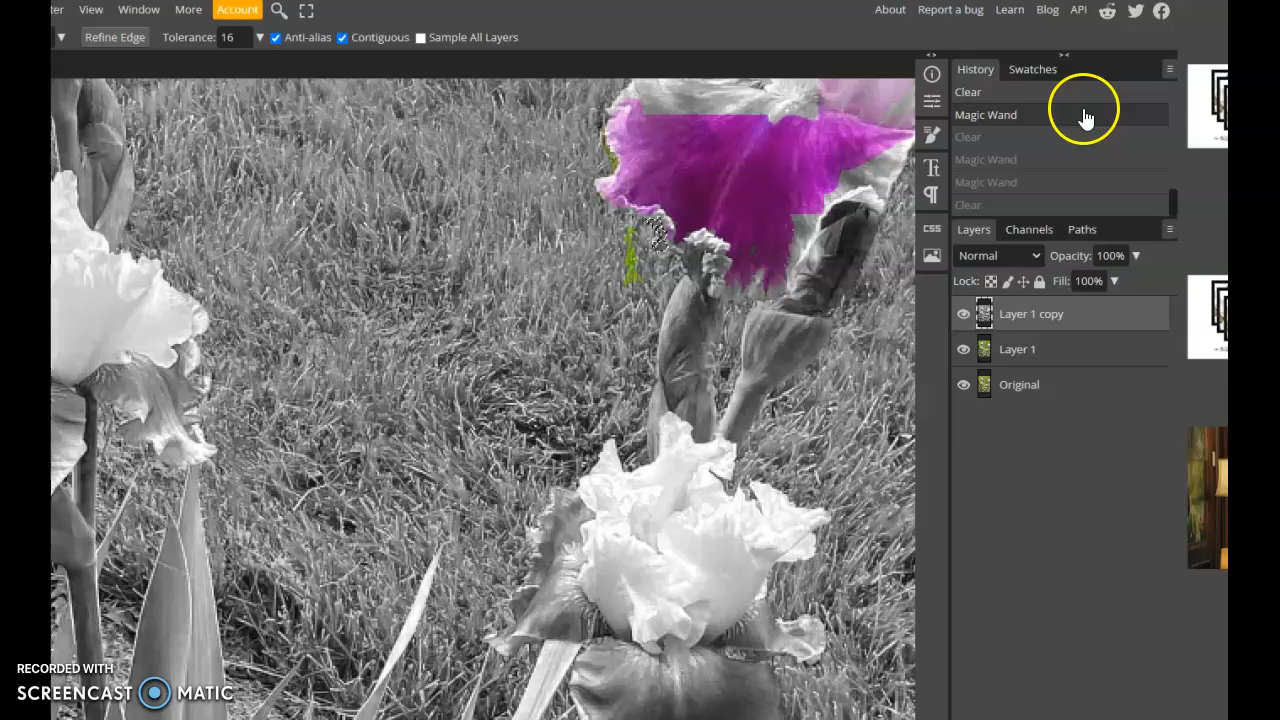 ter View Window More Account About Report a bug Learn Blog API
Refine Edge Tolerance: 16 Anti-alias Contiguous Sample All Layers
History Swatches
Clear
Magic Wand
Clear
Magic Wand
Magic Wand
Clear
Layers Channels Paths
Normal Opacity: 100%
Lock: Fill: 100%
Layer 1 copy
Layer 1
Original
CSS
RECORDED WITH
SCREENCAST MATIC